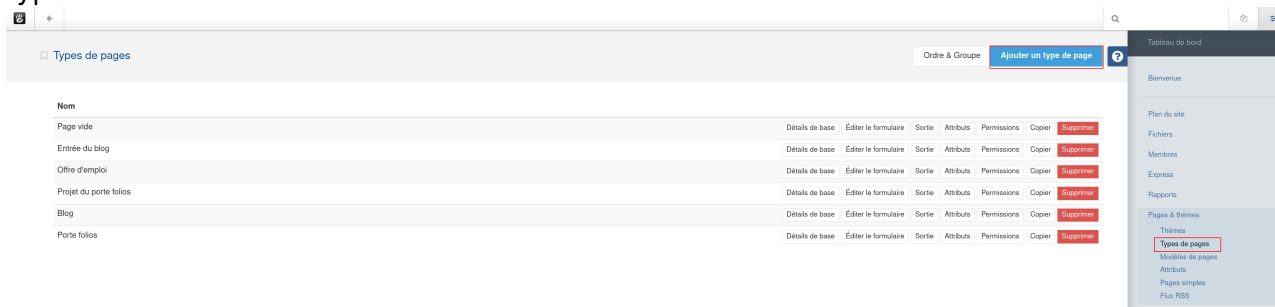 Types de pages
Ordre & Groupe
Ajouter un type de page
?
Nom
Page vide
Détails de base Éditer le formulaire Sortie Attributs Permissions Copier Supprimer
Entrée du blog
Détails de base Éditer le formulaire Sortie Attributs Permissions Copier Supprimer
Offre d'emploi
Détails de base Éditer le formulaire Sortie Attributs Permissions Copier Supprimer
Projet du porte folios
Détails de base Éditer le formulaire Sortie Attributs Permissions Copier Supprimer
Blog
Détails de base Éditer le formulaire Sortie Attributs Permissions Copier Supprimer
Porte folios
Détails de base Éditer le formulaire Sortie Attributs Permissions Copier Supprimer
Tableau de bord
Bienvenue
Plan du site
Fichiers
Membres
Express
Rapports
Pages & thèmes
Thèmes
Types de pages
Modèles de pages
Attributs
Pages simples
Flux RSS